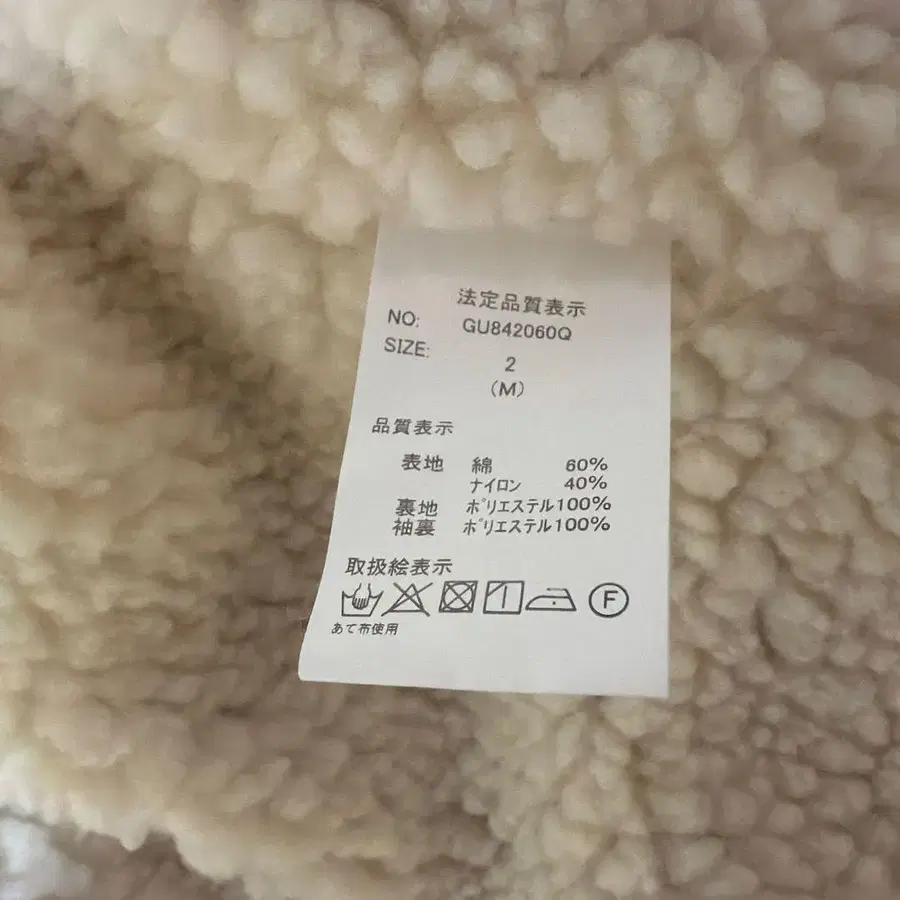 法定品質表示
NO: GU842060Q
SIZE: 2
(M)
品質表示
表地 綿 60%
ナイロン 40%
裏地 ポリエステル100%
袖裏 ポリエステル100%
取扱絵表示
F
あて布使用